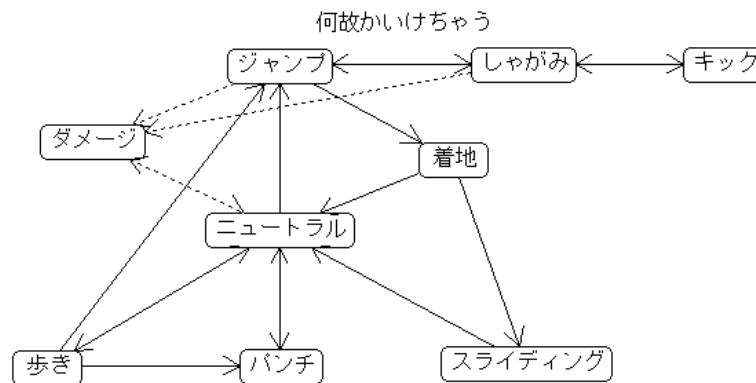 何故かいけちゃう
ジャンプ
しゃがみ
キック
ダメージ
着地
ニュートラル
歩き
パンチ
スライディング